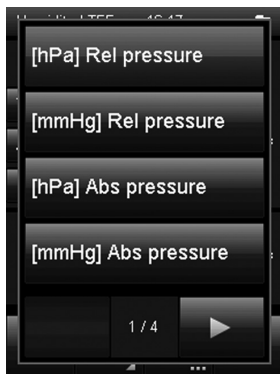 [hPa] Rel pressure
[mmHg] Rel pressure
[hPa] Abs pressure
[mmHg] Abs pressure
1 / 4